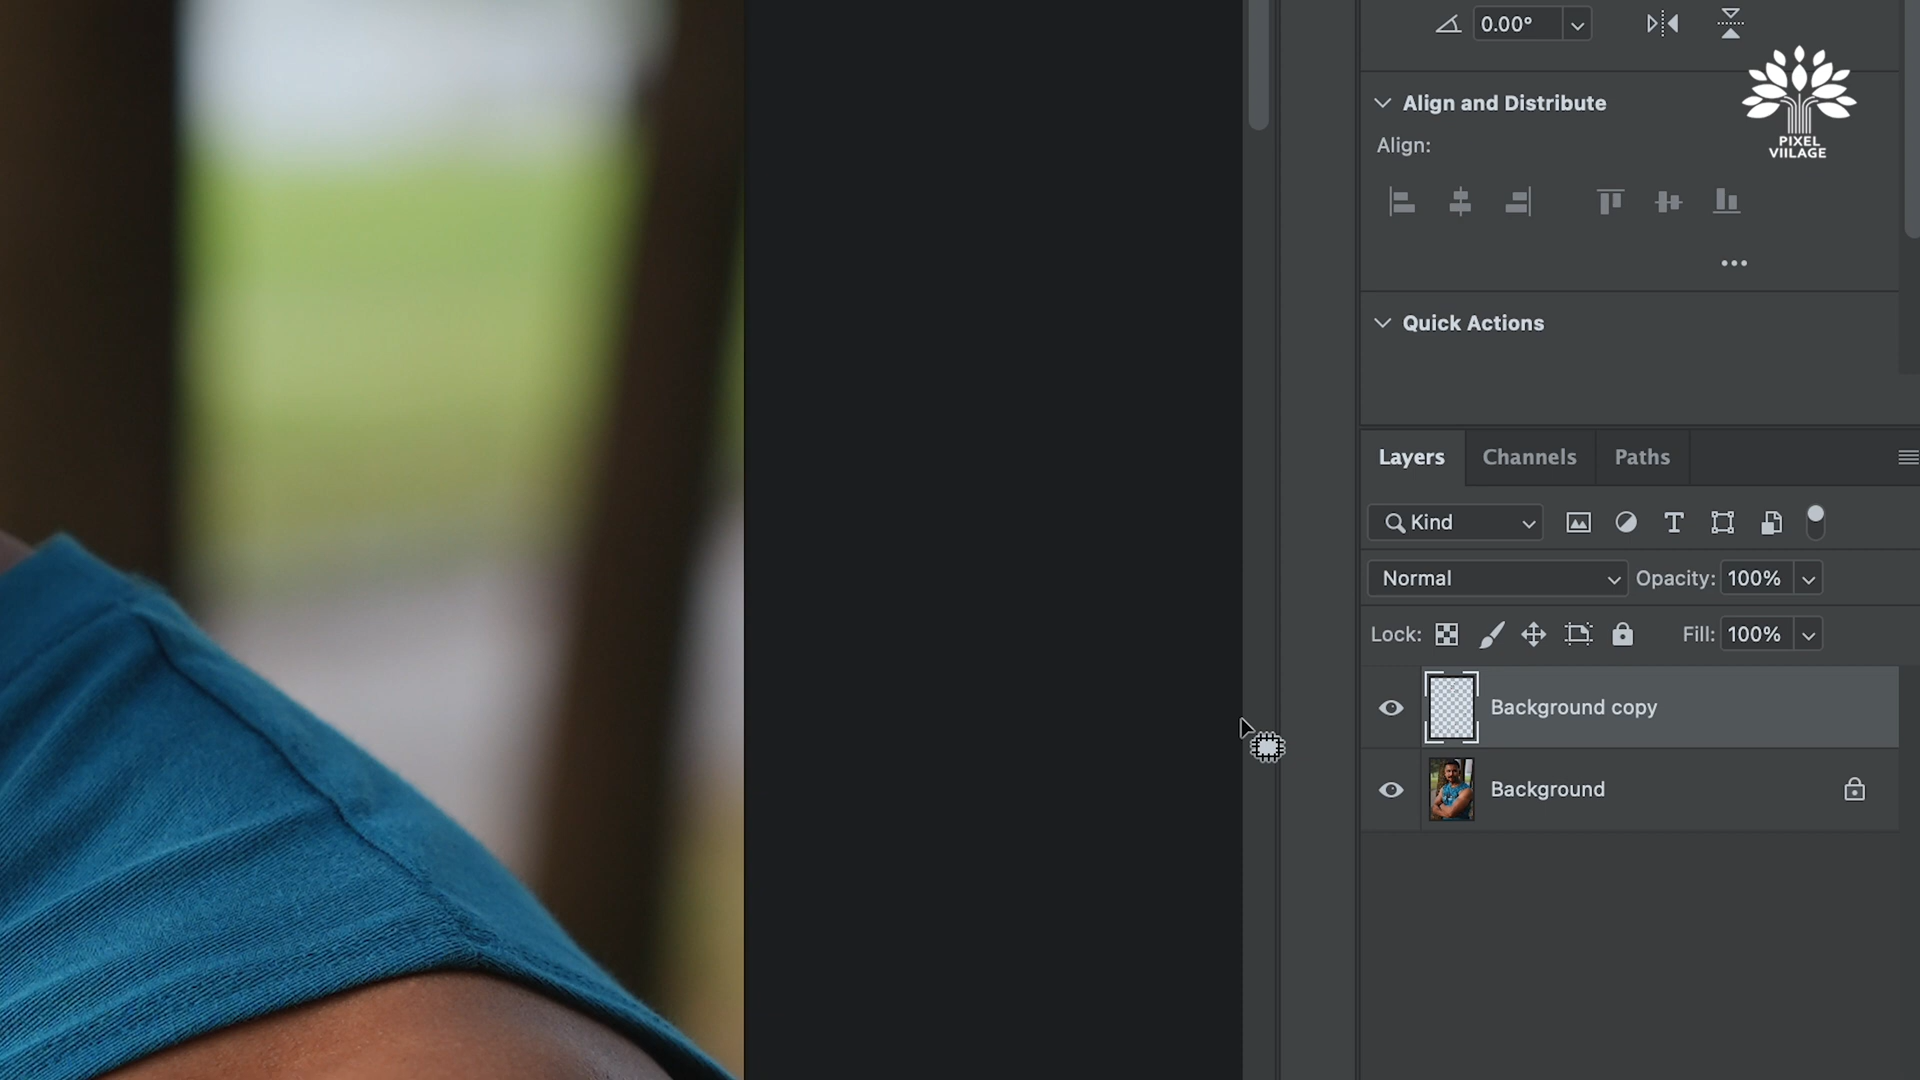 0.00°
PIXEL
VIILAGE
Align and Distribute
Align:
Quick Actions
Layers Channels Paths
Kind
Normal Opacity: 100%
Lock: Fill: 100%
Background copy
Background